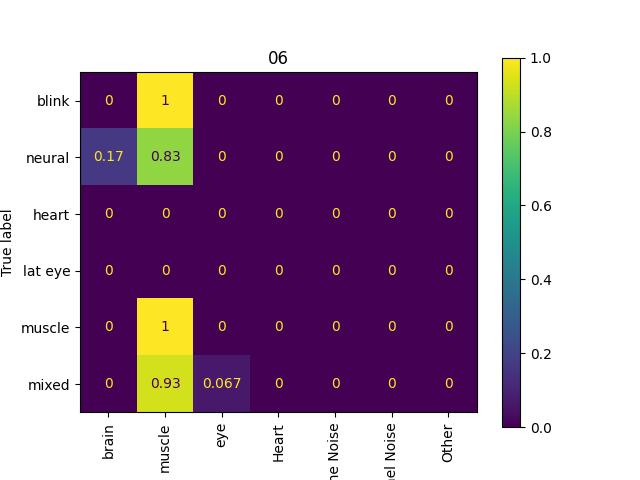 06
1.0
blink 0 1 0 0 0 0 0
0.8
neural 0.17 0.83 0 0 0 0 0
heart 0 0 0 0 0 0 0
0.6
True label
lat eye 0 0 0 0 0 0 0
0.4
muscle 0 1 0 0 0 0 0
0.2
mixed 0 0.93 0.067 0 0 0 0
0.0
brain
muscle
eye
Heart
Noise
Noise
Other